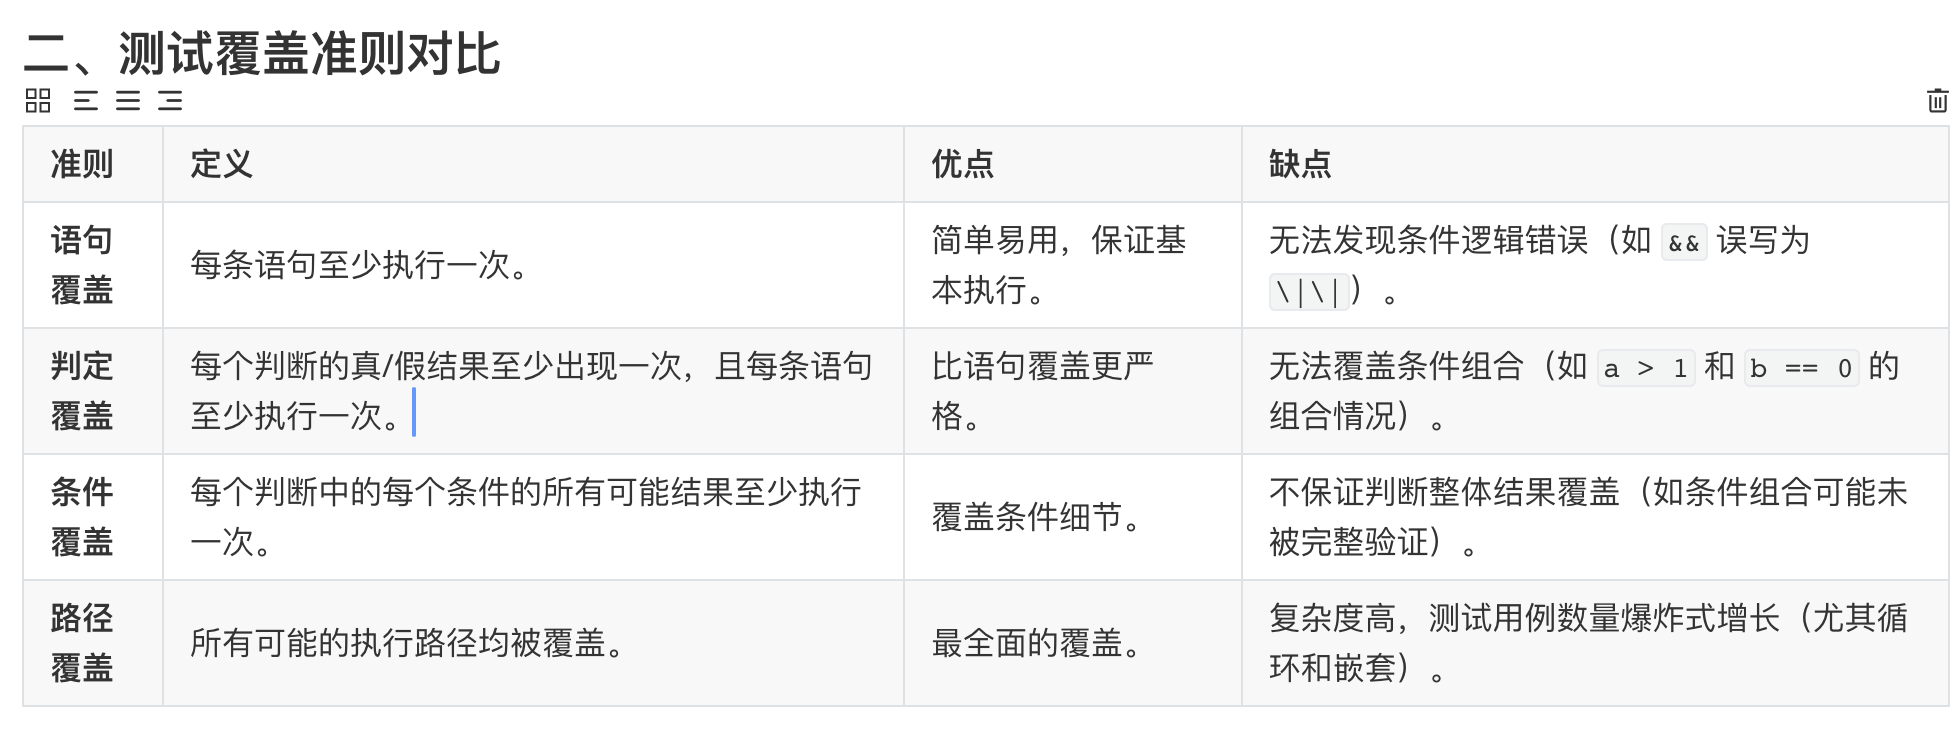 二、测试覆盖准则对比
准则 定义 优点 缺点
语句
覆盖
每条语句至少执行一次。
简单易用，保证基
本执行。
无法发现条件逻辑错误（如 && 误写为
\|\|）。
判定
覆盖
每个判断的真/假结果至少出现一次，且每条语句
至少执行一次。
比语句覆盖更严
格。
无法覆盖条件组合（如 a > 1 和 b == 0 的
组合情况）。
条件
覆盖
每个判断中的每个条件的所有可能结果至少执行
一次。
覆盖条件细节。
不保证判断整体结果覆盖（如条件组合可能未
被完整验证）。
路径
覆盖
所有可能的执行路径均被覆盖。
最全面的覆盖。
复杂度高，测试用例数量爆炸式增长（尤其循
环和嵌套）。